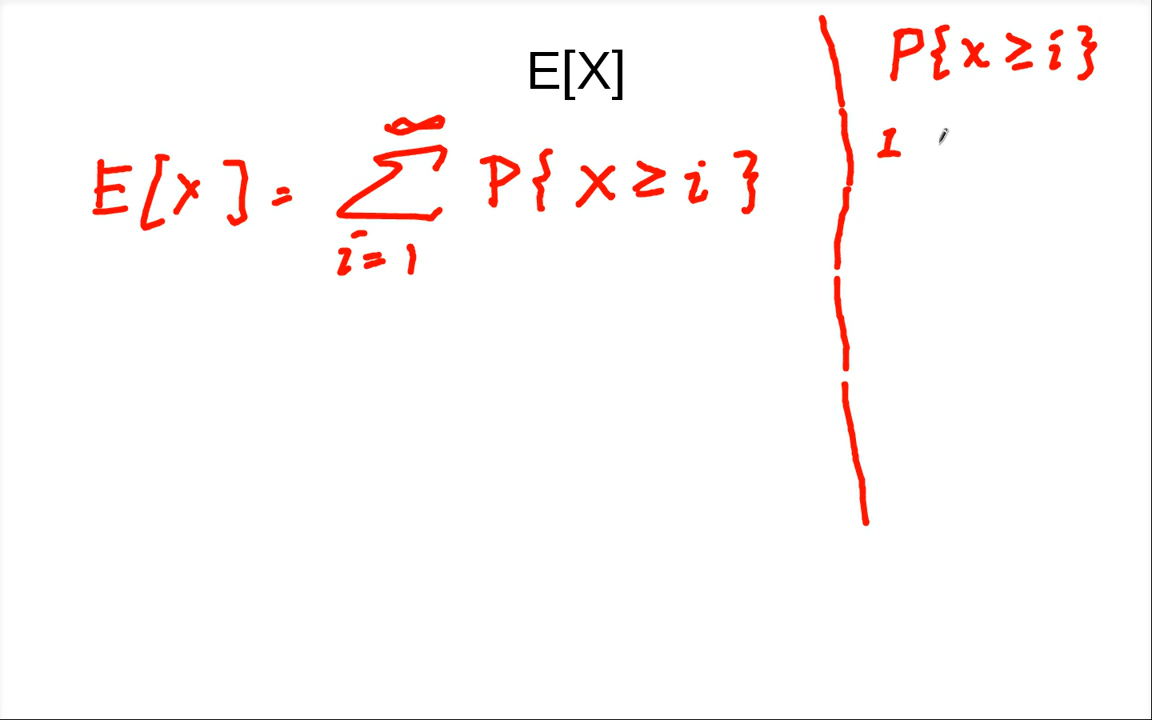 E[X]
E[X] = ∞∑i=1 P{X ≥ i}
P{x ≥ i}
1